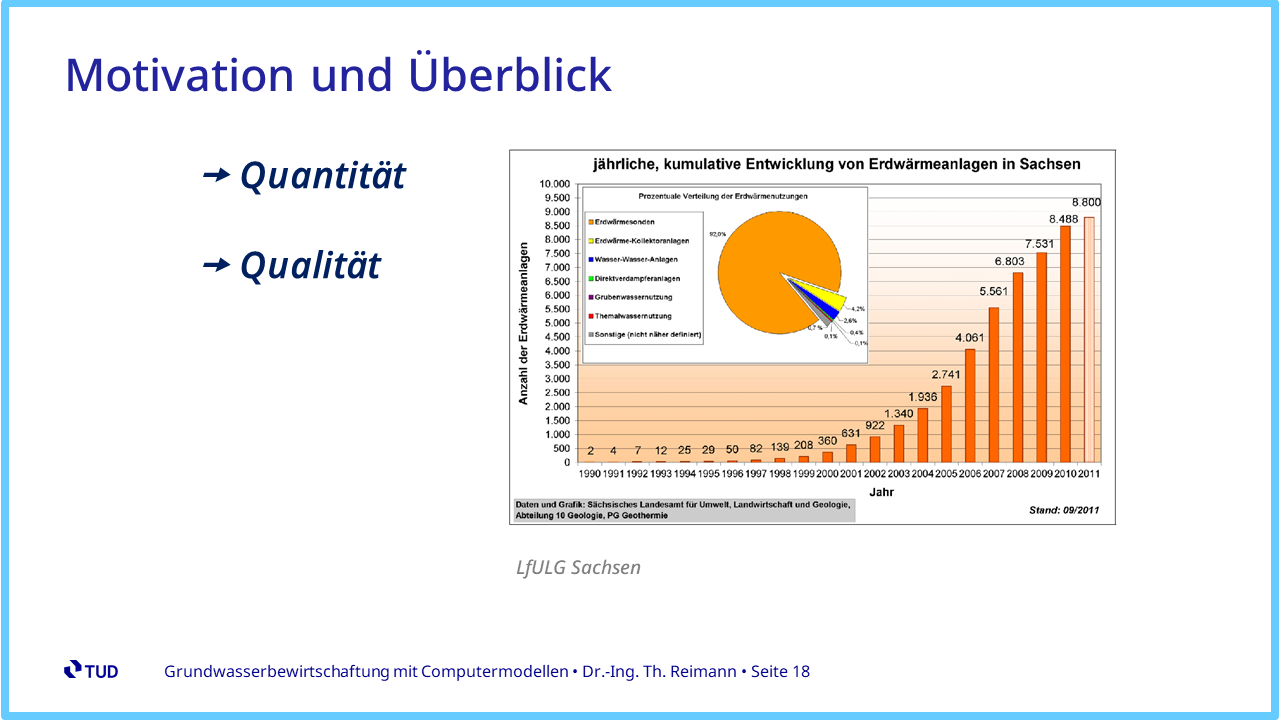 Motivation und Überblick
→ Quantität
→ Qualität
jährliche, kumulative Entwicklung von Erdwärmeanlagen in Sachsen
Anzahl der Erdwärmeanlagen
10.000
9.500
9.000
8.500
8.000
7.500
7.000
6.500
6.000
5.500
5.000
4.500
4.000
3.500
3.000
2.500
2.000
1.500
1.000
500
0
Prozentuale Verteilung der Erdwärmenutzungen
Erdwärmesonden
Erdwärme-Kollektoranlagen
Wasser-Wasser-Anlagen
Direktverdampferanlagen
Grubenwassernutzung
Themalwassernutzung
Sonstige (nicht näher definiert)
92,0%
4,2%
2,6%
0,4%
0,1%
0,1%
0,7 %
2 4 7 12 25 29 50 82 139 208 360 631 922 1.340 1.936 2.741 4.061 5.561 6.803 7.531 8.488 8.800
1990 1991 1992 1993 1994 1995 1996 1997 1998 1999 2000 2001 2002 2003 2004 2005 2006 2007 2008 2009 2010 2011
Jahr
Daten und Grafik: Sächsisches Landesamt für Umwelt, Landwirtschaft und Geologie,
Abteilung 10 Geologie, PG Geothermie
Stand: 09/2011
LfULG Sachsen
TUD
Grundwasserbewirtschaftung mit Computermodellen • Dr.-Ing. Th. Reimann • Seite 18